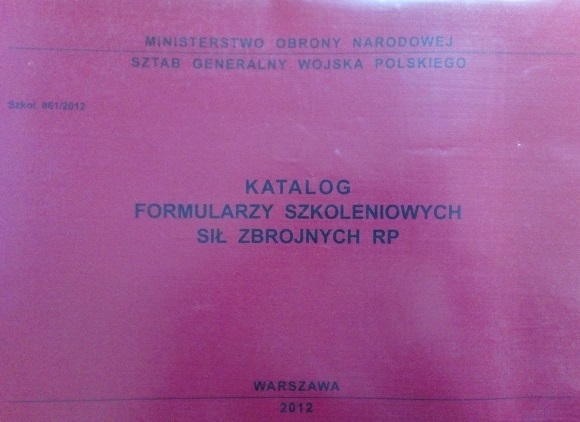 MINISTERSTWO OBRONY NARODOWEJ
SZTAB GENERALNY WOJSKA POLSKIEGO
Szkol. 861/2012
KATALOG
FORMULARZY SZKOLENIOWYCH
SIŁ ZBROJNYCH RP
WARSZAWA
2012